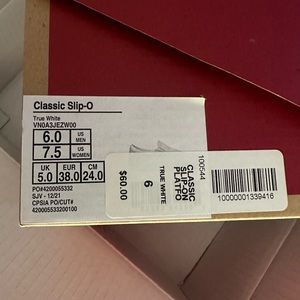 Classic Slip-O
True White
VN0A3JEZW00
6.0 US MEN
7.5 US WOMEN
UK EUR CM
5.0 38.0 24.0
PO#4200055332
SJV - 12/21
CPSIA PO/CUT#
420005533200100
100544
CLASSIC
SLIP-ON
PLATFO
TRUE WHITE
6
$60.00
10000001339416